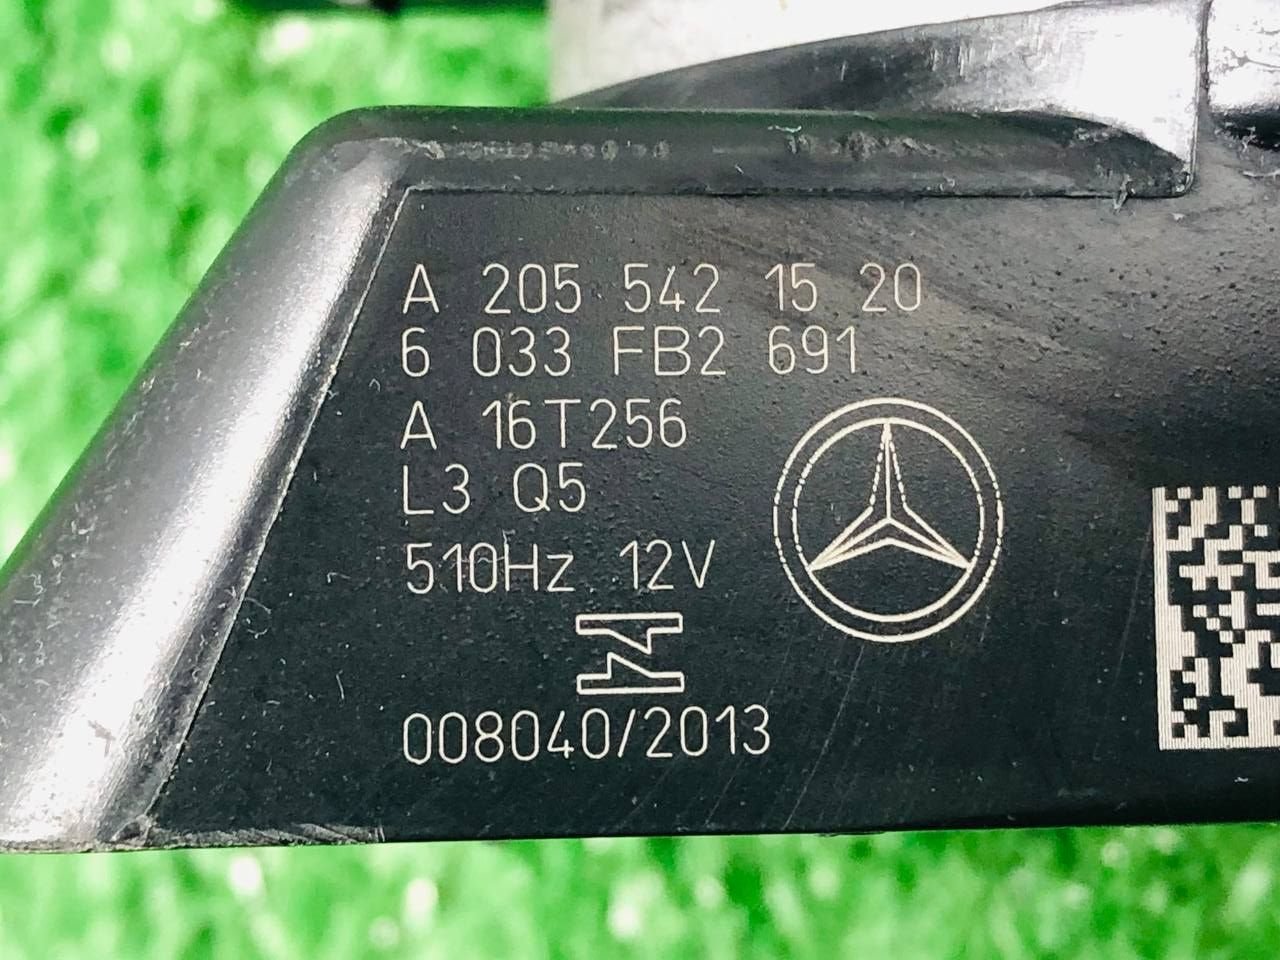 A 205 542 15 20
6 033 FB2 691
A 16T256
L3 Q5
510Hz 12V
008040/2013